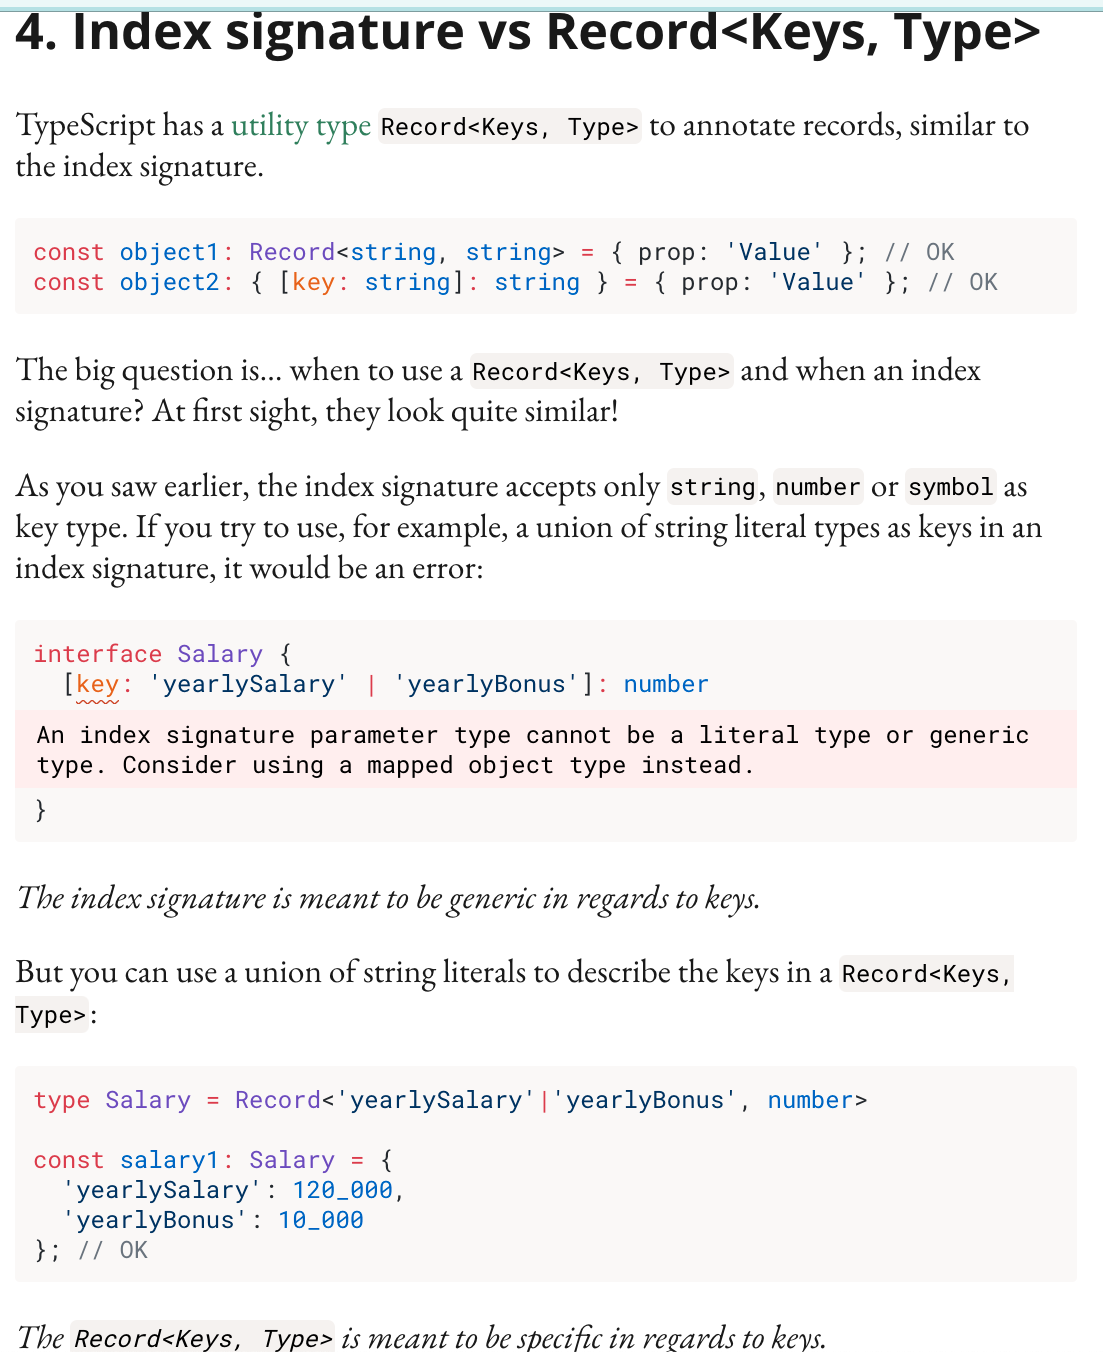 4. Index signature vs Record<Keys, Type>
TypeScript has a utility type Record<Keys, Type> to annotate records, similar to
the index signature.
const object1: Record<string, string> = { prop: 'Value' }; // OK
const object2: { [key: string]: string } = { prop: 'Value' }; // OK
The big question is... when to use a Record<Keys, Type> and when an index
signature? At first sight, they look quite similar!
As you saw earlier, the index signature accepts only string, number or symbol as
key type. If you try to use, for example, a union of string literal types as keys in an
index signature, it would be an error:
interface Salary {
  [key: 'yearlySalary' | 'yearlyBonus']: number
An index signature parameter type cannot be a literal type or generic
type. Consider using a mapped object type instead.
}
The index signature is meant to be generic in regards to keys.
But you can use a union of string literals to describe the keys in a Record<Keys,
Type>:
type Salary = Record<'yearlySalary'|'yearlyBonus', number>
const salary1: Salary = {
  'yearlySalary': 120_000,
  'yearlyBonus': 10_000
}; // OK
The Record<Keys, Type> is meant to be specific in regards to keys.